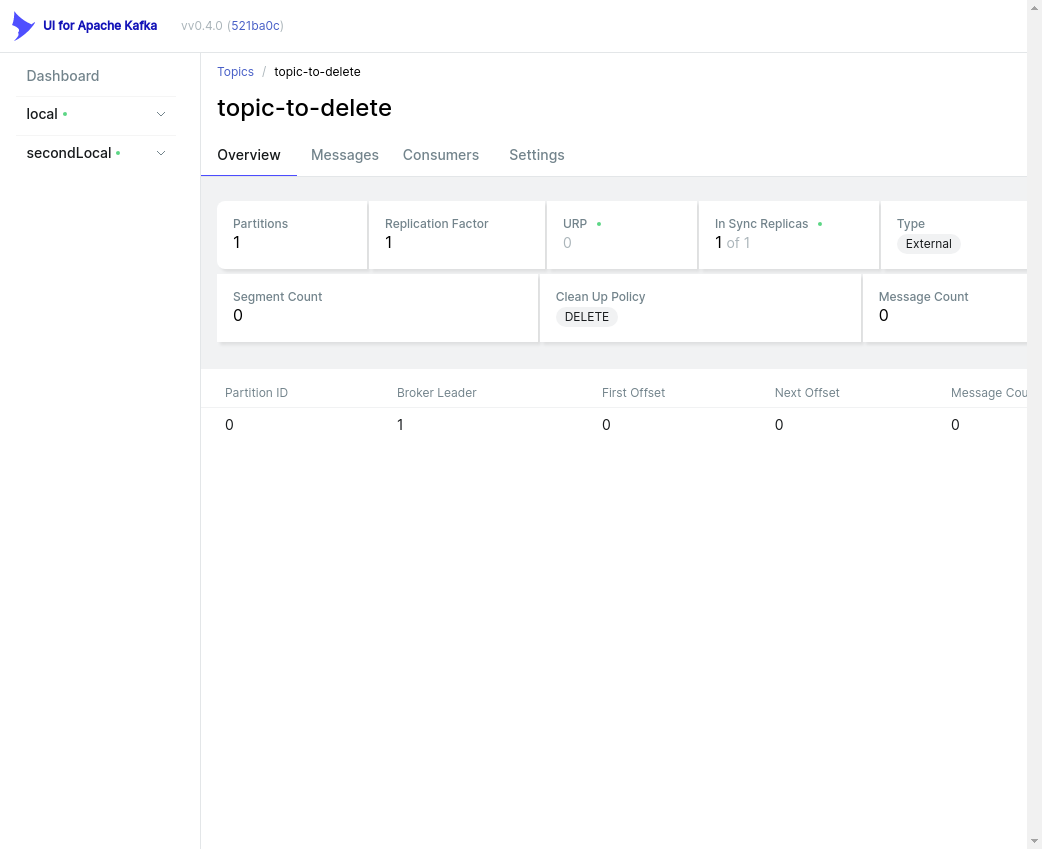 UI for Apache Kafka vv0.4.0 (521ba0c)
Dashboard
local
secondLocal
Topics / topic-to-delete
topic-to-delete
Overview Messages Consumers Settings
Partitions Replication Factor URP In Sync Replicas Type
1 1 0 1 of 1 External
Segment Count Clean Up Policy Message Count
0 DELETE 0
Partition ID Broker Leader First Offset Next Offset Message Cou
0 1 0 0 0